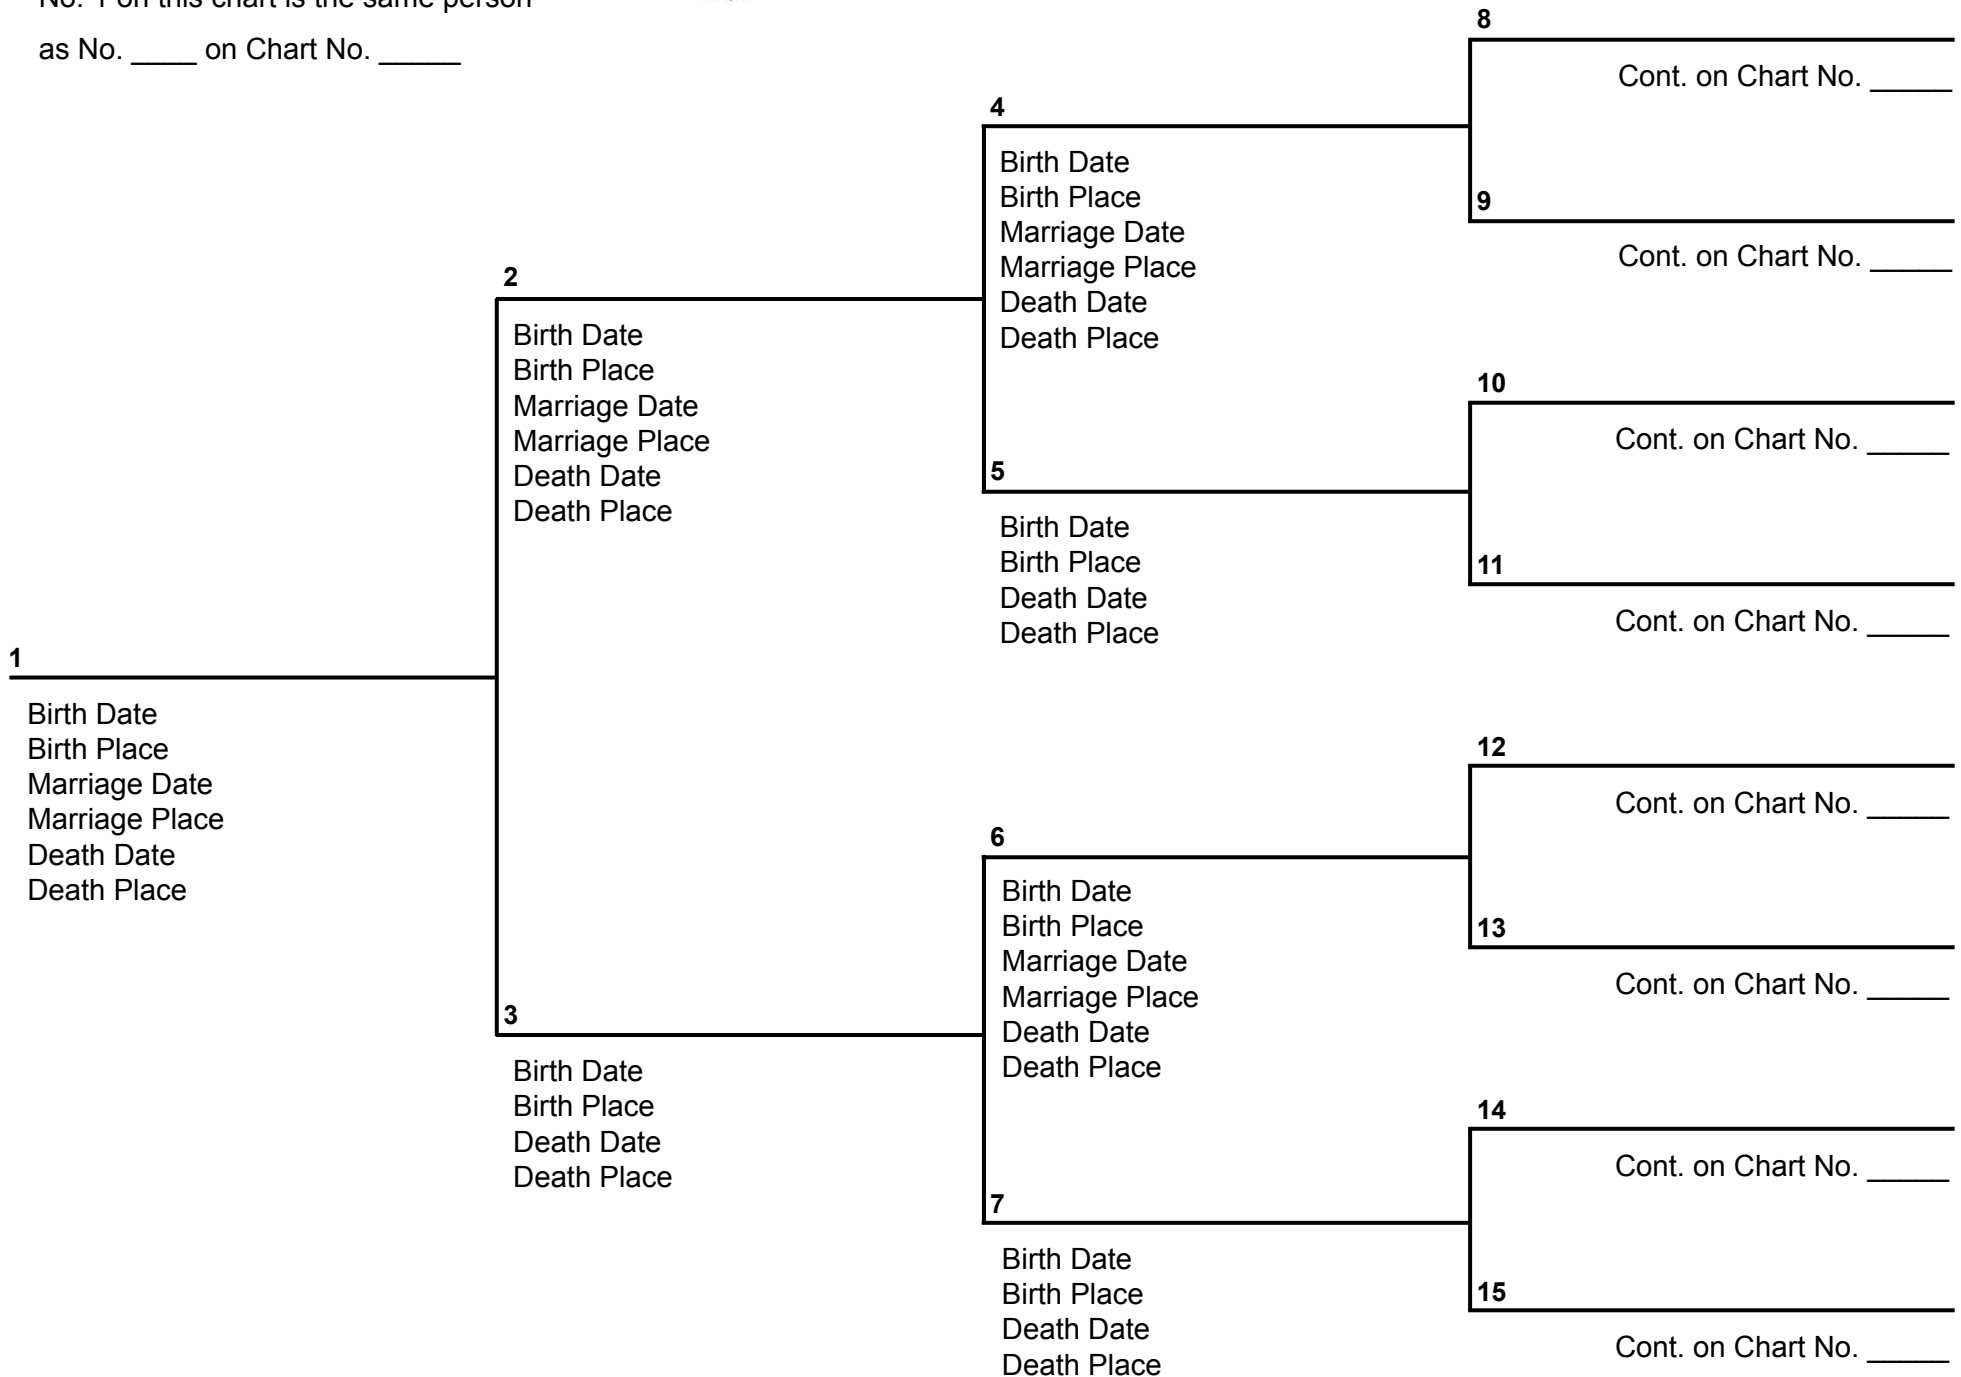 No. 1 on this chart is the same person
as No. ____ on Chart No. _____
1
Birth Date
Birth Place
Marriage Date
Marriage Place
Death Date
Death Place
2
Birth Date
Birth Place
Marriage Date
Marriage Place
Death Date
Death Place
3
Birth Date
Birth Place
Death Date
Death Place
4
Birth Date
Birth Place
Marriage Date
Marriage Place
Death Date
Death Place
5
Birth Date
Birth Place
Death Date
Death Place
6
Birth Date
Birth Place
Marriage Date
Marriage Place
Death Date
Death Place
7
Birth Date
Birth Place
Death Date
Death Place
8
Cont. on Chart No. _____
9
Cont. on Chart No. _____
10
Cont. on Chart No. _____
11
Cont. on Chart No. _____
12
Cont. on Chart No. _____
13
Cont. on Chart No. _____
14
Cont. on Chart No. _____
15
Cont. on Chart No. _____